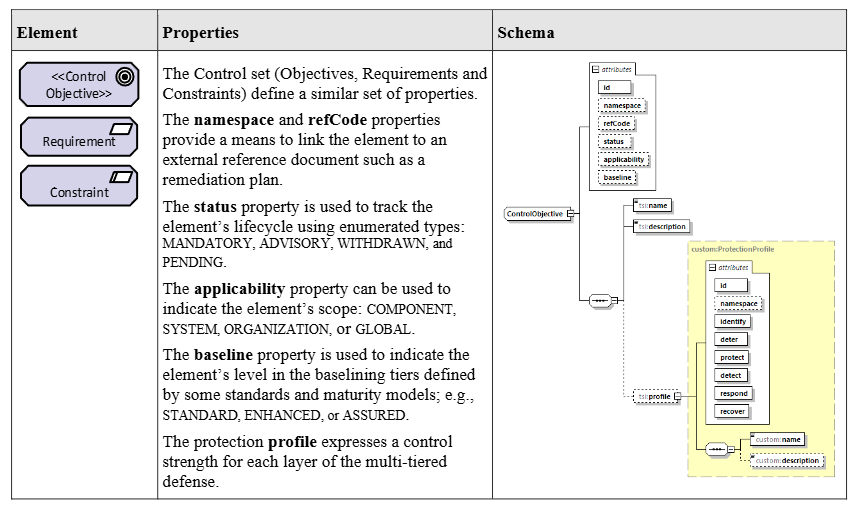 Element
Properties
Schema
<<Control
Objective>>
Requirement
Constraint
The Control set (Objectives, Requirements and
Constraints) define a similar set of properties.
The namespace and refCode properties
provide a means to link the element to an
external reference document such as a
remediation plan.
The status property is used to track the
element's lifecycle using enumerated types:
MANDATORY, ADVISORY, WITHDRAWN, and
PENDING.
The applicability property can be used to
indicate the element's scope: COMPONENT,
SYSTEM, ORGANIZATION, or GLOBAL.
The baseline property is used to indicate the
element's level in the baselining tiers defined
by some standards and maturity models; e.g.,
STANDARD, ENHANCED, or ASSURED.
The protection profile expresses a control
strength for each layer of the multi-tiered
defense.
attributes
id
namespace
refCode
status
applicability
baseline
ControlObjective
tsl:name
tsl:description
custom:ProtectionProfile
attributes
id
namespace
identify
deter
protect
detect
respond
recover
tsl:profile
custom:name
custom:description